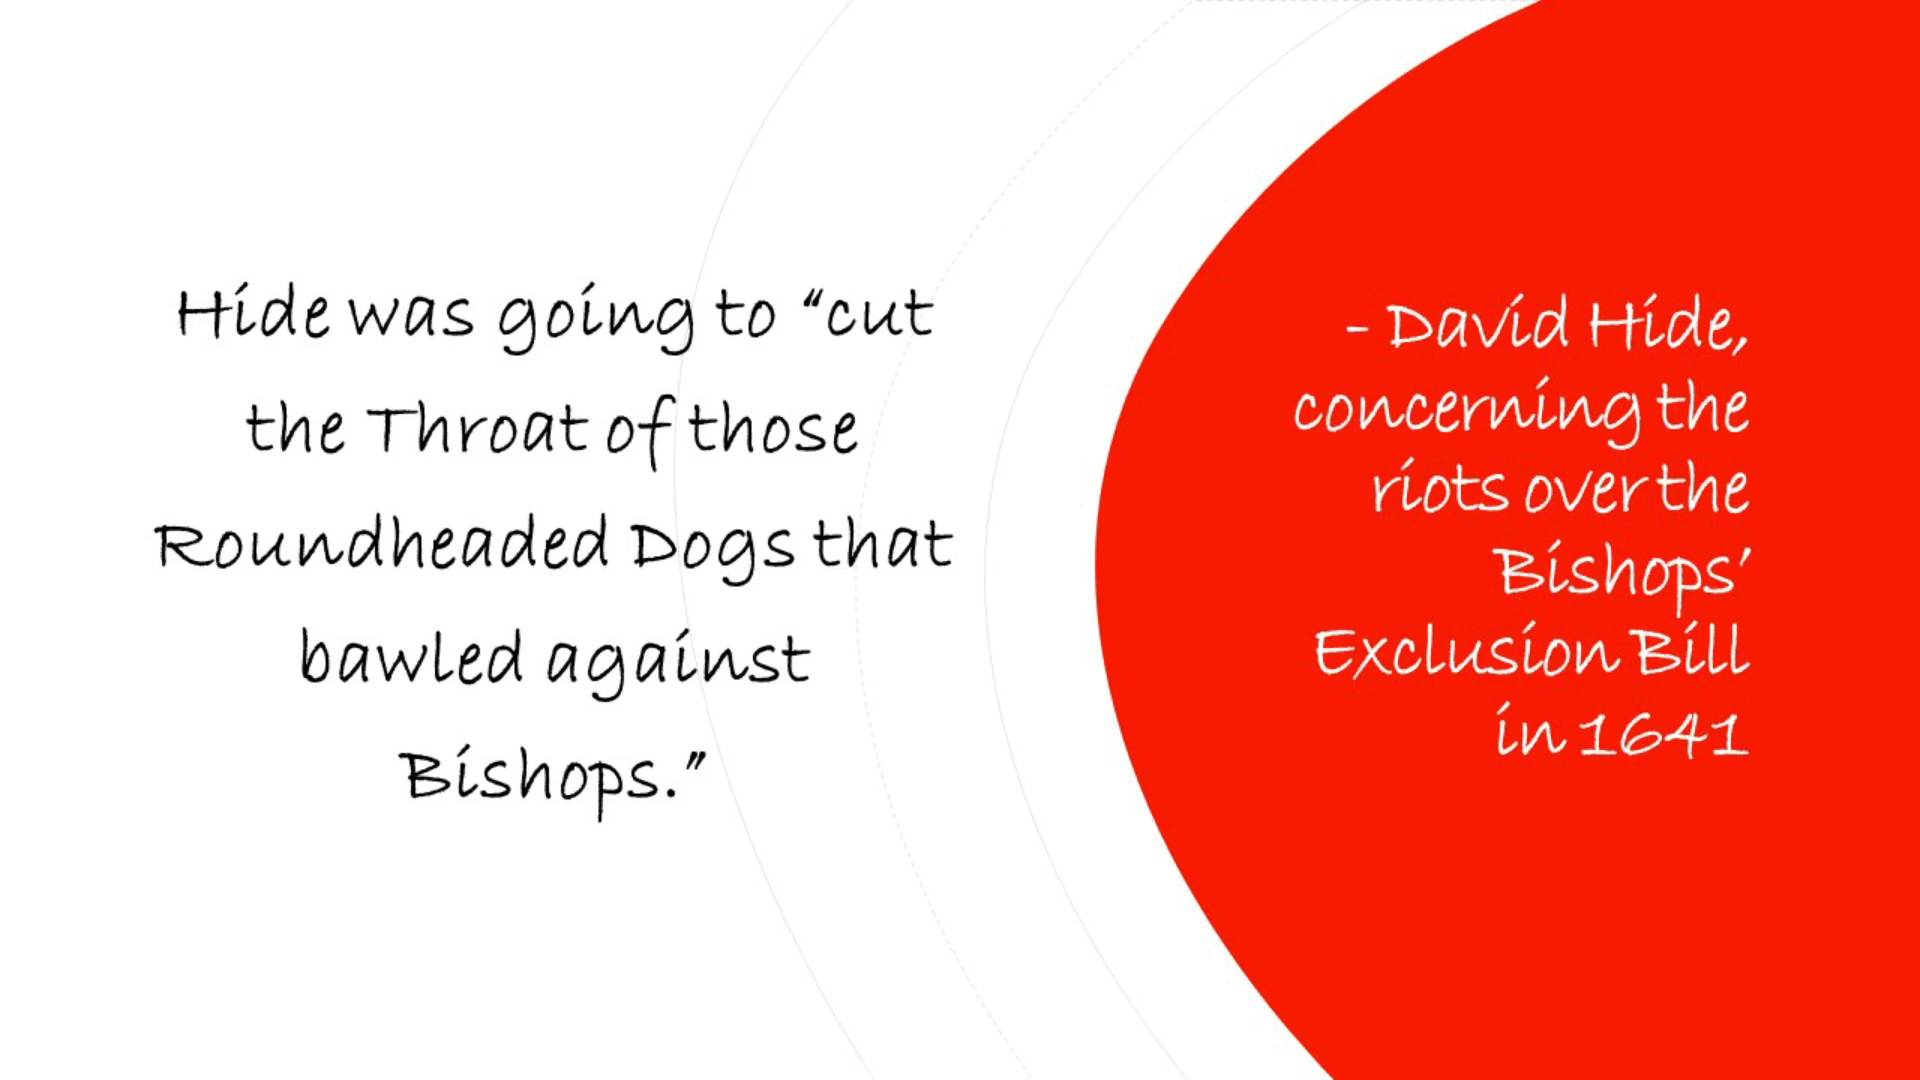 Hide was going to “cut
the Throat of those
Roundheaded Dogs that
bawled against
Bishops.”
- David Hide,
concerning the
riots over the
Bishops’
Exclusion Bill
in 1641